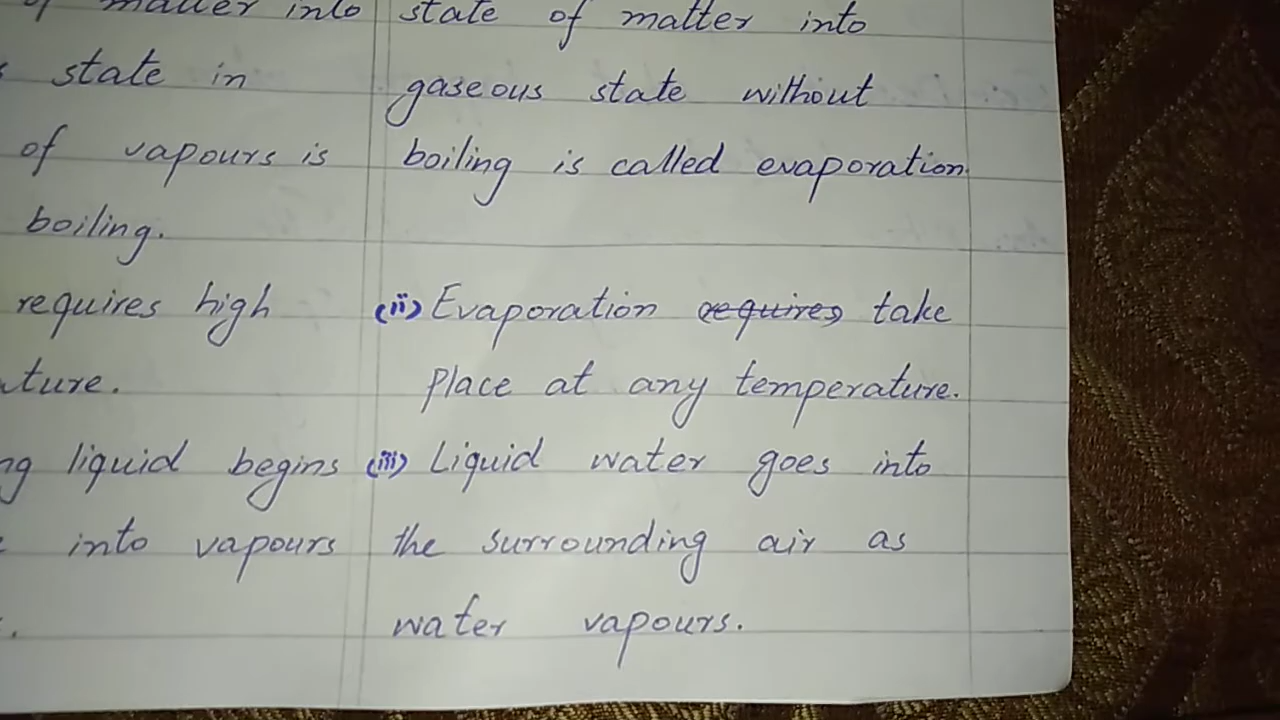 matter into
state in
of vapours is
boiling.
requires high
liquid begins
into vapours
state of matter into
gaseous state without
boiling is called evaporation.
(ii) Evaporation requires take
place at any temperature.
(iii) Liquid water goes into
the surrounding air as
water vapours.